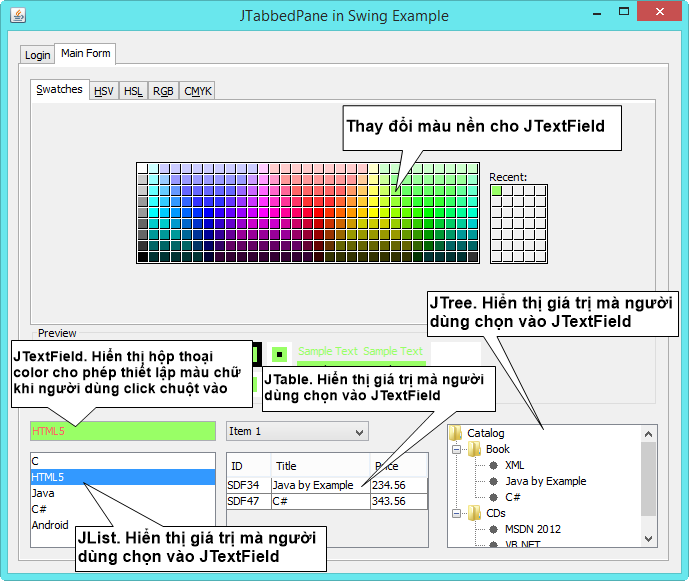 JTabbedPane in Swing Example
Login
Main Form
Swatches
HSV
HSL
RGB
CMYK
Thay đổi màu nền cho JTextField
Recent:
JTree. Hiển thị giá trị mà người
dùng chọn vào JTextField
Preview
Sample Text Sample Text
JTextField. Hiển thị hộp thoại
color cho phép thiết lập màu chữ
khi người dùng click chuột vào
JTable. Hiển thị giá trị mà người
dùng chọn vào JTextField
HTML5
Item 1
C
HTML5
Java
C#
Android
ID Title Price
SDF34 Java by Example 234.56
SDF47 C# 343.56
Catalog
Book
XML
Java by Example
C#
CDs
MSDN 2012
VB.NET
JList. Hiển thị giá trị mà người
dùng chọn vào JTextField